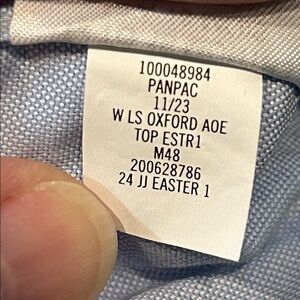 100048984
PANPAC
11/23
W LS OXFORD AOE
TOP ESTR1
M48
200628786
24 JJ EASTER 1